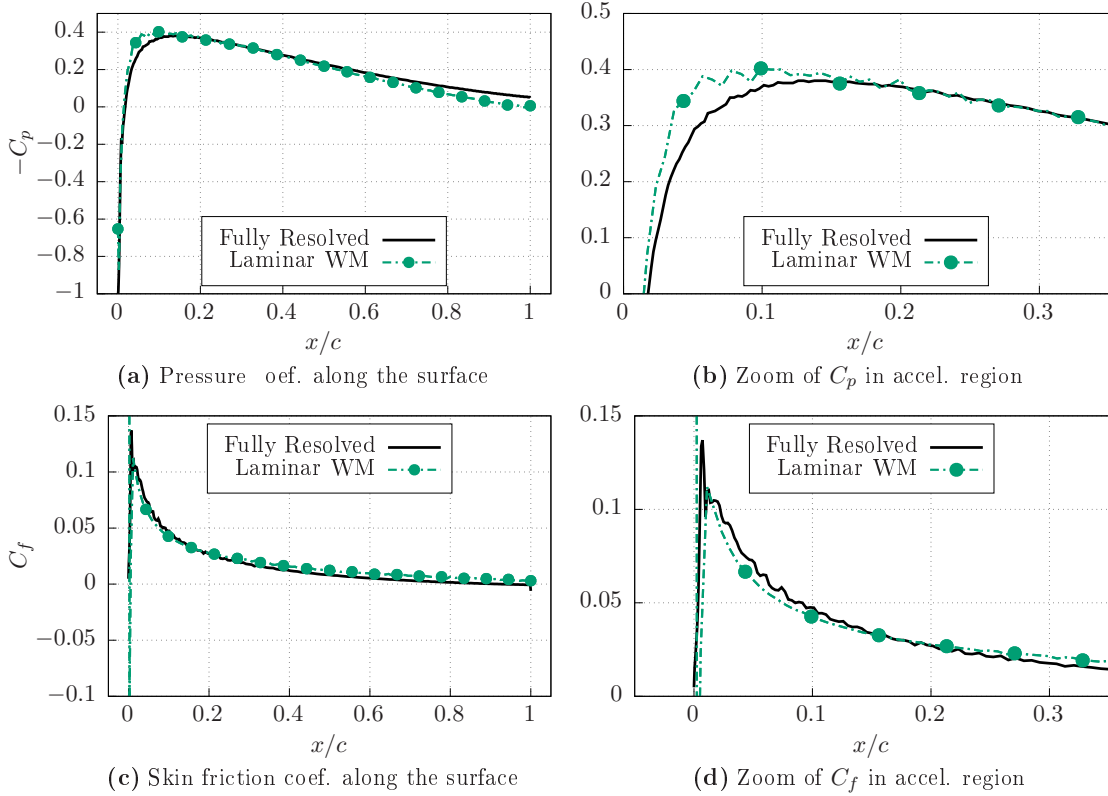 0.4
0.2
0
−0.2
−0.4
−0.6
−0.8
−1
−Cp
Fully Resolved
Laminar WM
0 0.2 0.4 0.6 0.8 1
x/c
(a) Pressure oef. along the surface
0.5
0.4
0.3
0.2
0.1
0
Fully Resolved
Laminar WM
0 0.1 0.2 0.3
x/c
(b) Zoom of Cp in accel. region
0.15
0.1
0.05
0
−0.05
−0.1
Cf
Fully Resolved
Laminar WM
0 0.2 0.4 0.6 0.8 1
x/c
(c) Skin friction coef. along the surface
0.15
0.1
0.05
0
Fully Resolved
Laminar WM
0 0.1 0.2 0.3
x/c
(d) Zoom of Cf in accel. region